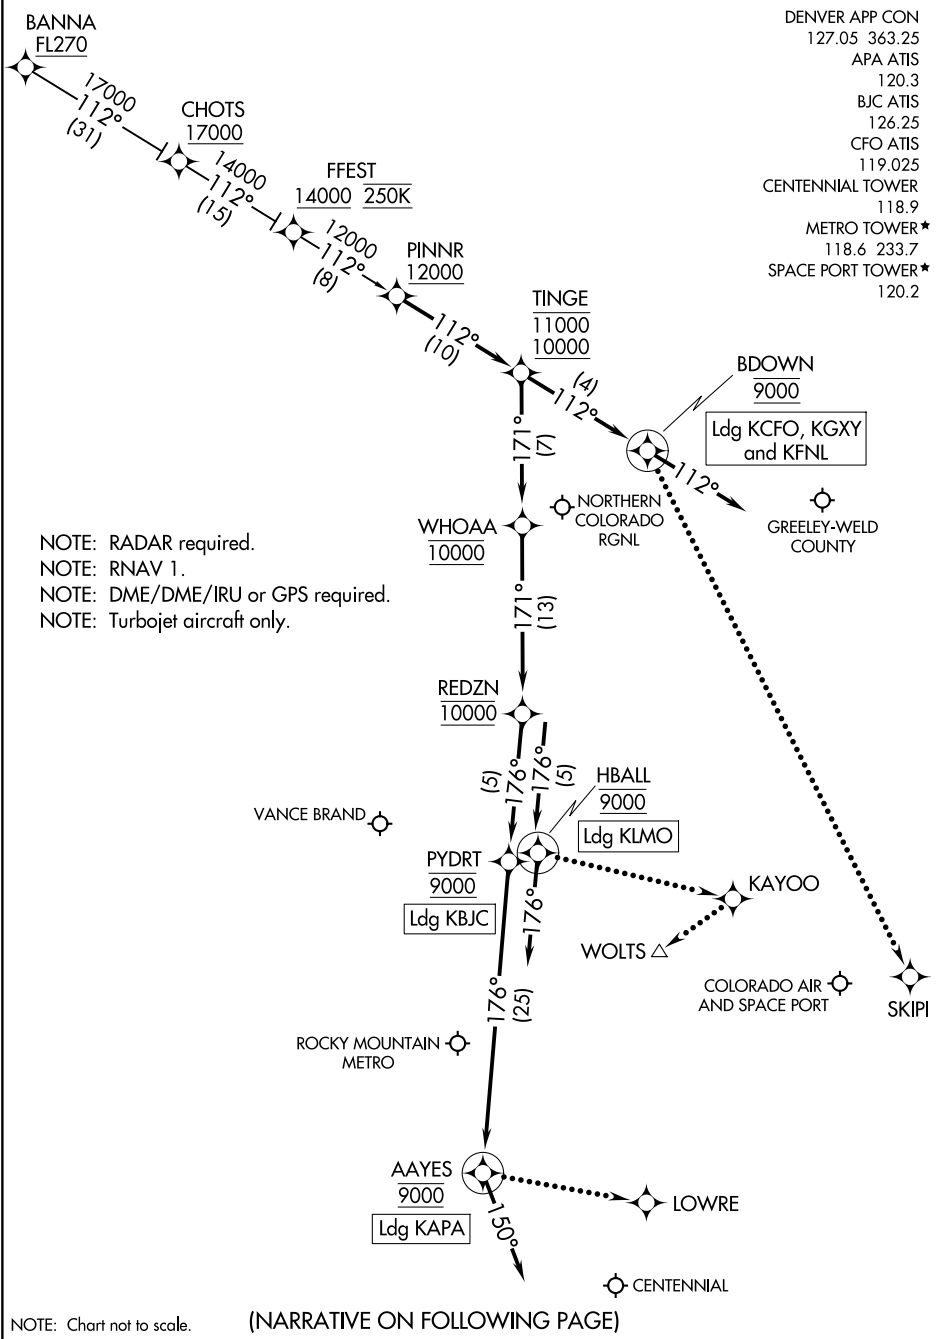 BANNA
FL270
DENVER APP CON
127.05 363.25
APA ATIS
120.3
BJC ATIS
126.25
CFO ATIS
119.025
CENTENNIAL TOWER
118.9
METRO TOWER★
118.6 233.7
SPACE PORT TOWER★
120.2
17000
112°
(31)
CHOTS
17000
14000
112°
(15)
FFEST
14000 250K
12000
112°
(8)
PINNR
12000
112°
(10)
TINGE
11000
10000
(4)
112°
BDOWN
9000
Ldg KCFO, KGXY
and KFNL
112°
171°
(7)
NORTHERN
COLORADO
RGNL
GREELEY-WELD
COUNTY
WHOAA
10000
NOTE: RADAR required.
NOTE: RNAV 1.
NOTE: DME/DME/IRU or GPS required.
NOTE: Turbojet aircraft only.
171°
(13)
REDZN
10000
(5)
176°
176°
(5)
HBALL
9000
Ldg KLMO
VANCE BRAND
PYDRT
9000
Ldg KBJC
176°
KAYOO
WOLTS
COLORADO AIR
AND SPACE PORT
SKIPI
176°
(25)
ROCKY MOUNTAIN
METRO
AAYES
9000
Ldg KAPA
150°
LOWRE
CENTENNIAL
NOTE: Chart not to scale.
(NARRATIVE ON FOLLOWING PAGE)